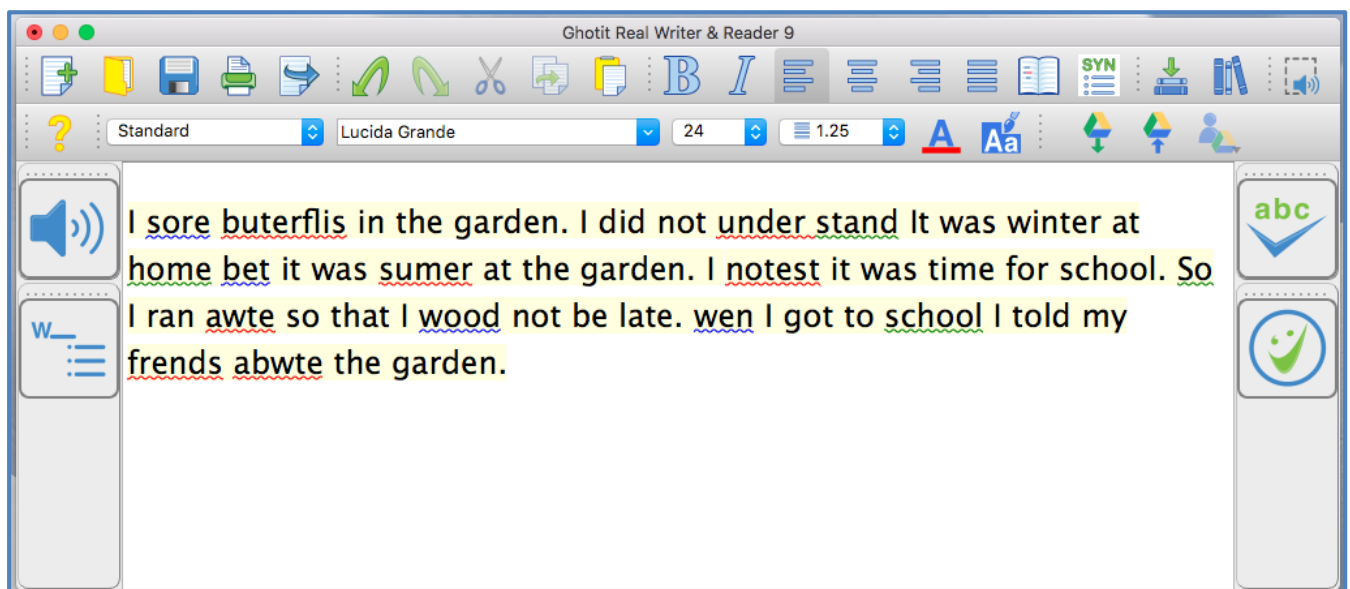 Ghotit Real Writer & Reader 9
B I SYN
? Standard Lucida Grande 24 1.25 A Aa
I sore buterflis in the garden. I did not under stand It was winter at
home bet it was sumer at the garden. I notest it was time for school. So
I ran awte so that I wood not be late. wen I got to school I told my
frends abwte the garden.
abc
W